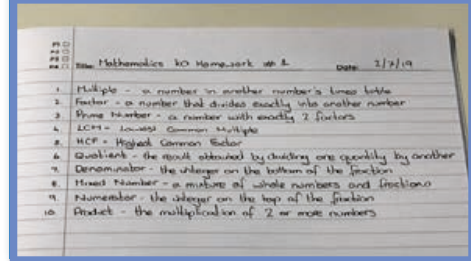 Title: Mathematics KO Homework # 1 Date: 2/7/19
1. Multiple - a number in another number's times table
2. Factor - a number that divides exactly into another number
3. Prime Number - a number with exactly 2 factors
4. LCM - Lowest Common Multiple
5. HCF - Highest Common Factor
6. Quotient - the result obtained by dividing one quantity by another
7. Denominator - the integer on the bottom of the fraction
8. Mixed Number - a mixture of whole numbers and fractions
9. Numerator - the integer on the top of the fraction
10. Product - the multiplication of 2 or more numbers